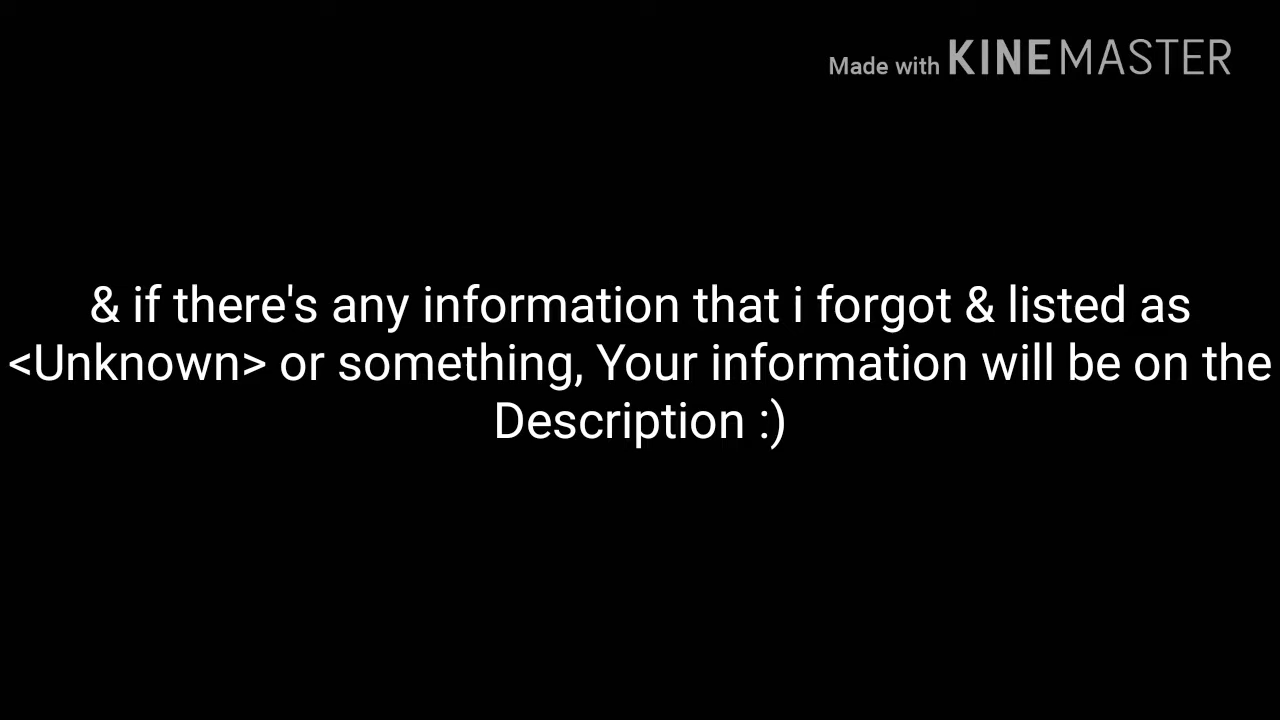 Made with KINEMASTER
& if there's any information that i forgot & listed as
<Unknown> or something, Your information will be on the
Description :)